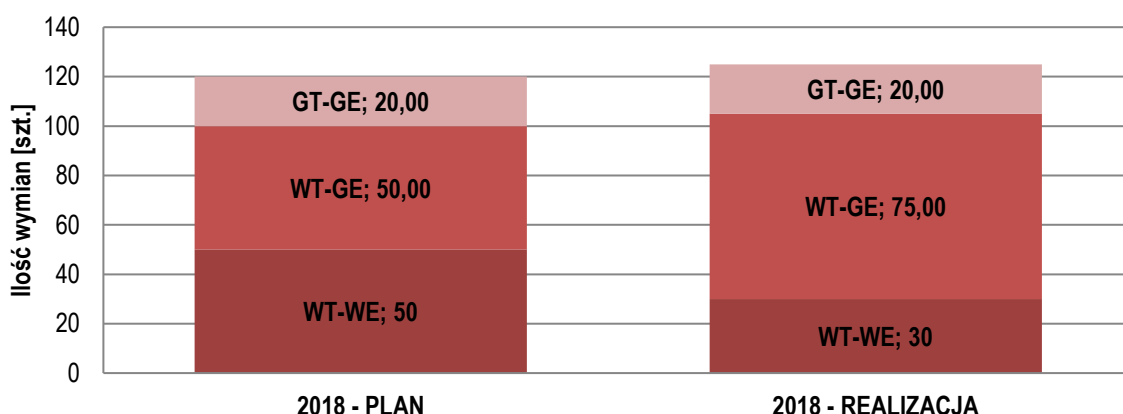 Ilość wymian [szt.]
140
120
100
80
60
40
20
0
GT-GE; 20,00
WT-GE; 50,00
WT-WE; 50
GT-GE; 20,00
WT-GE; 75,00
WT-WE; 30
2018 - PLAN
2018 - REALIZACJA